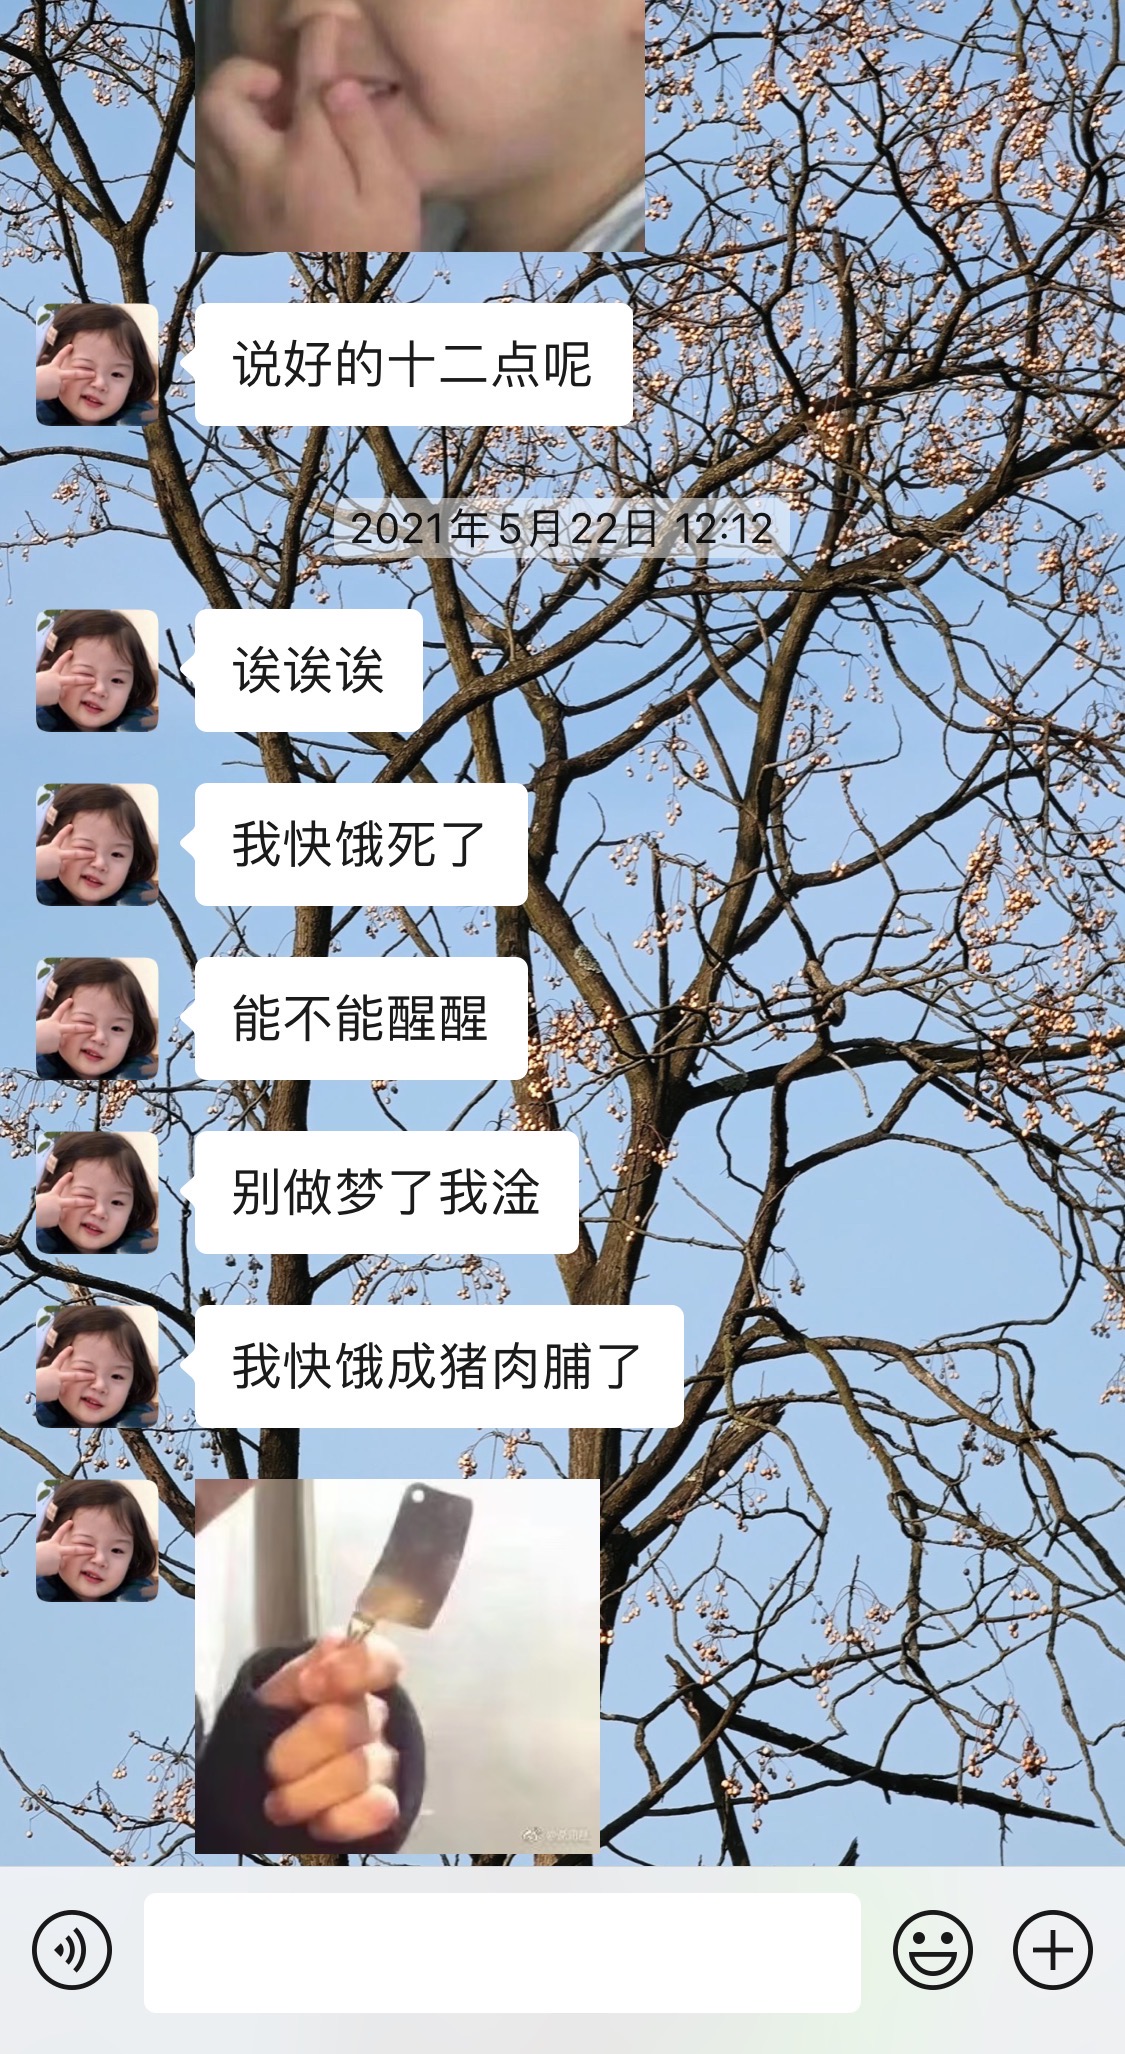 说好的十二点呢
2021年5月22日 12:12
诶诶诶
我快饿死了
能不能醒醒
别做梦了我淦
我快饿成猪肉脯了